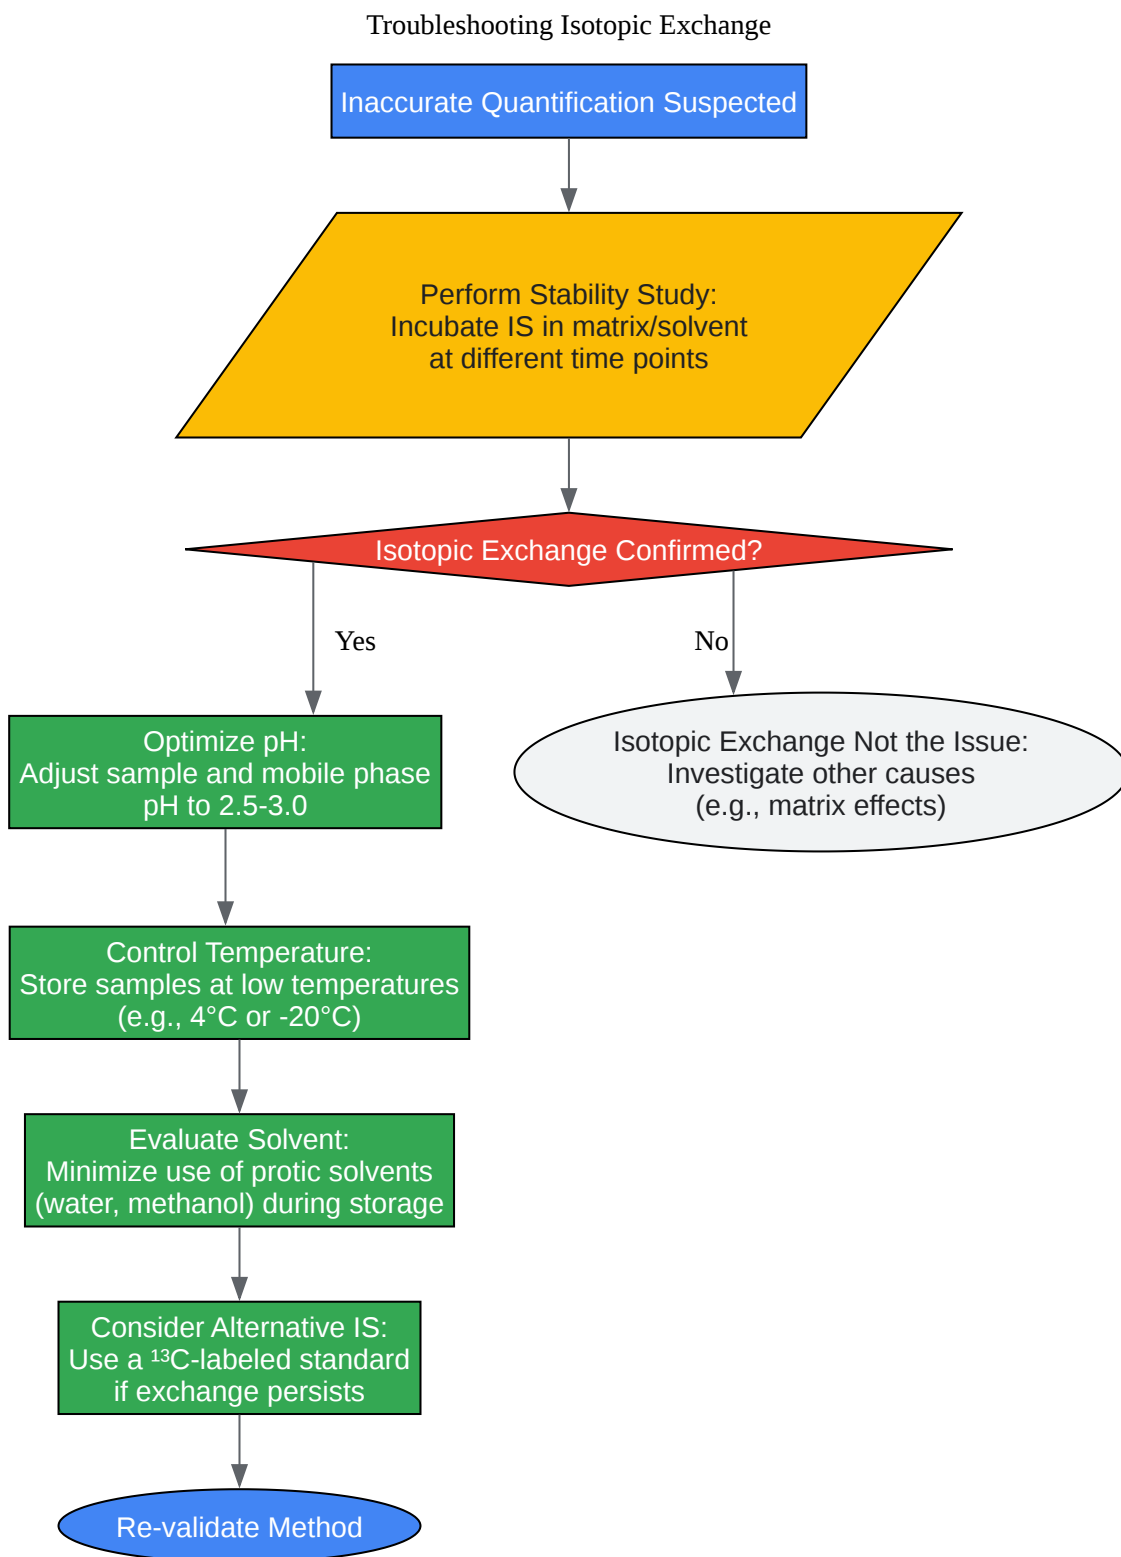 Troubleshooting Isotopic Exchange
Inaccurate Quantification Suspected
Perform Stability Study:
Incubate IS in matrix/solvent
at different time points
Isotopic Exchange Confirmed?
Yes
No
Optimize pH:
Adjust sample and mobile phase
pH to 2.5-3.0
Isotopic Exchange Not the Issue:
Investigate other causes
(e.g., matrix effects)
Control Temperature:
Store samples at low temperatures
(e.g., 4°C or -20°C)
Evaluate Solvent:
Minimize use of protic solvents
(water, methanol) during storage
Consider Alternative IS:
Use a ¹³C-labeled standard
if exchange persists
Re-validate Method